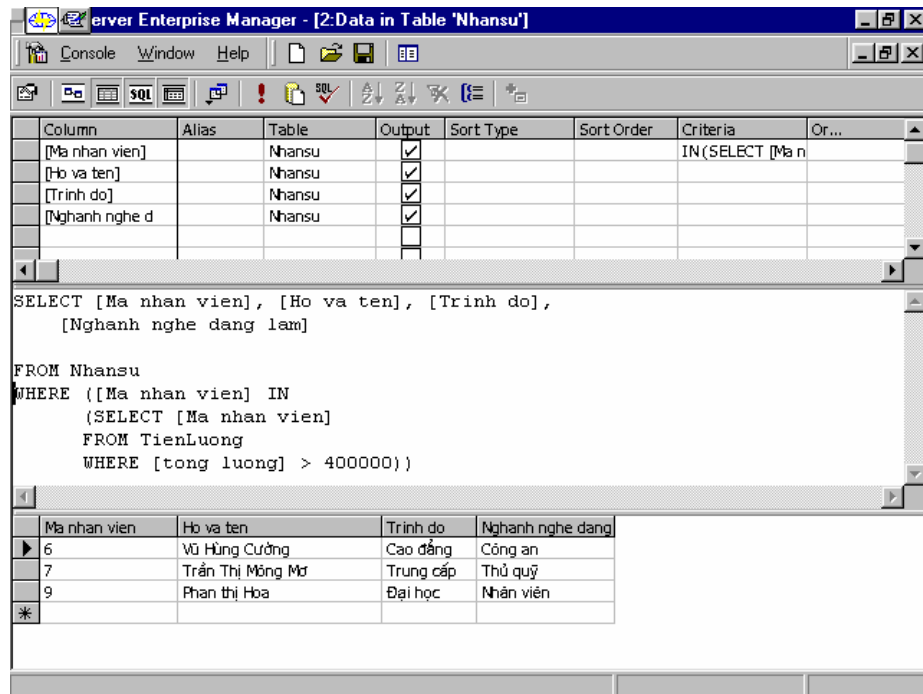 erver Enterprise Manager - [2:Data in Table 'Nhansu']
Console Window Help
SQL SQL
Column Alias Table Output Sort Type Sort Order Criteria Or...
[Ma nhan vien] Nhansu IN (SELECT [Ma n
[Ho va ten] Nhansu
[Trinh do] Nhansu
[Nghanh nghe d Nhansu
SELECT [Ma nhan vien], [Ho va ten], [Trinh do],
[Nghanh nghe dang lam]
FROM Nhansu
WHERE ([Ma nhan vien] IN
(SELECT [Ma nhan vien]
FROM TienLuong
WHERE [tong luong] > 400000))
Ma nhan vien Ho va ten Trinh do Nghanh nghe dang
6 Vũ Hùng Cường Cao đẳng Công an
7 Trần Thị Mông Mơ Trung cấp Thủ quỹ
9 Phan thị Hoa Đại học Nhân viên